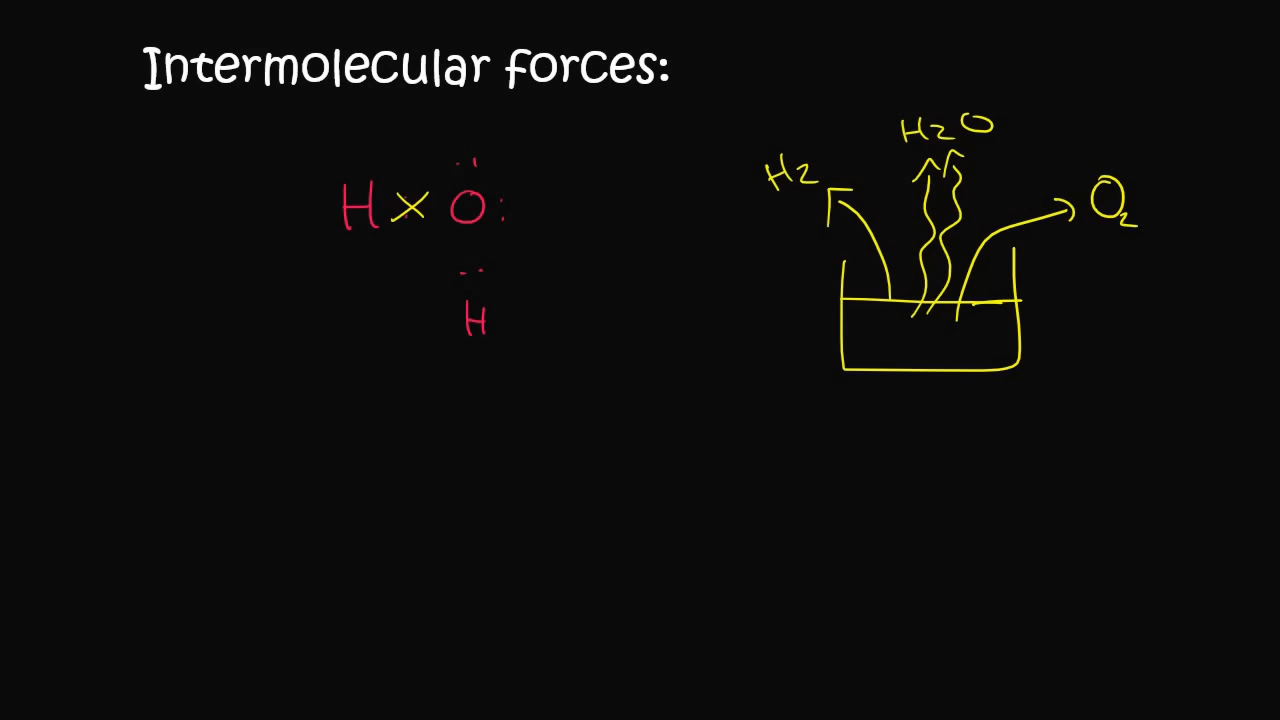 Intermolecular forces:
H2O
H2
O2
H x O:
H